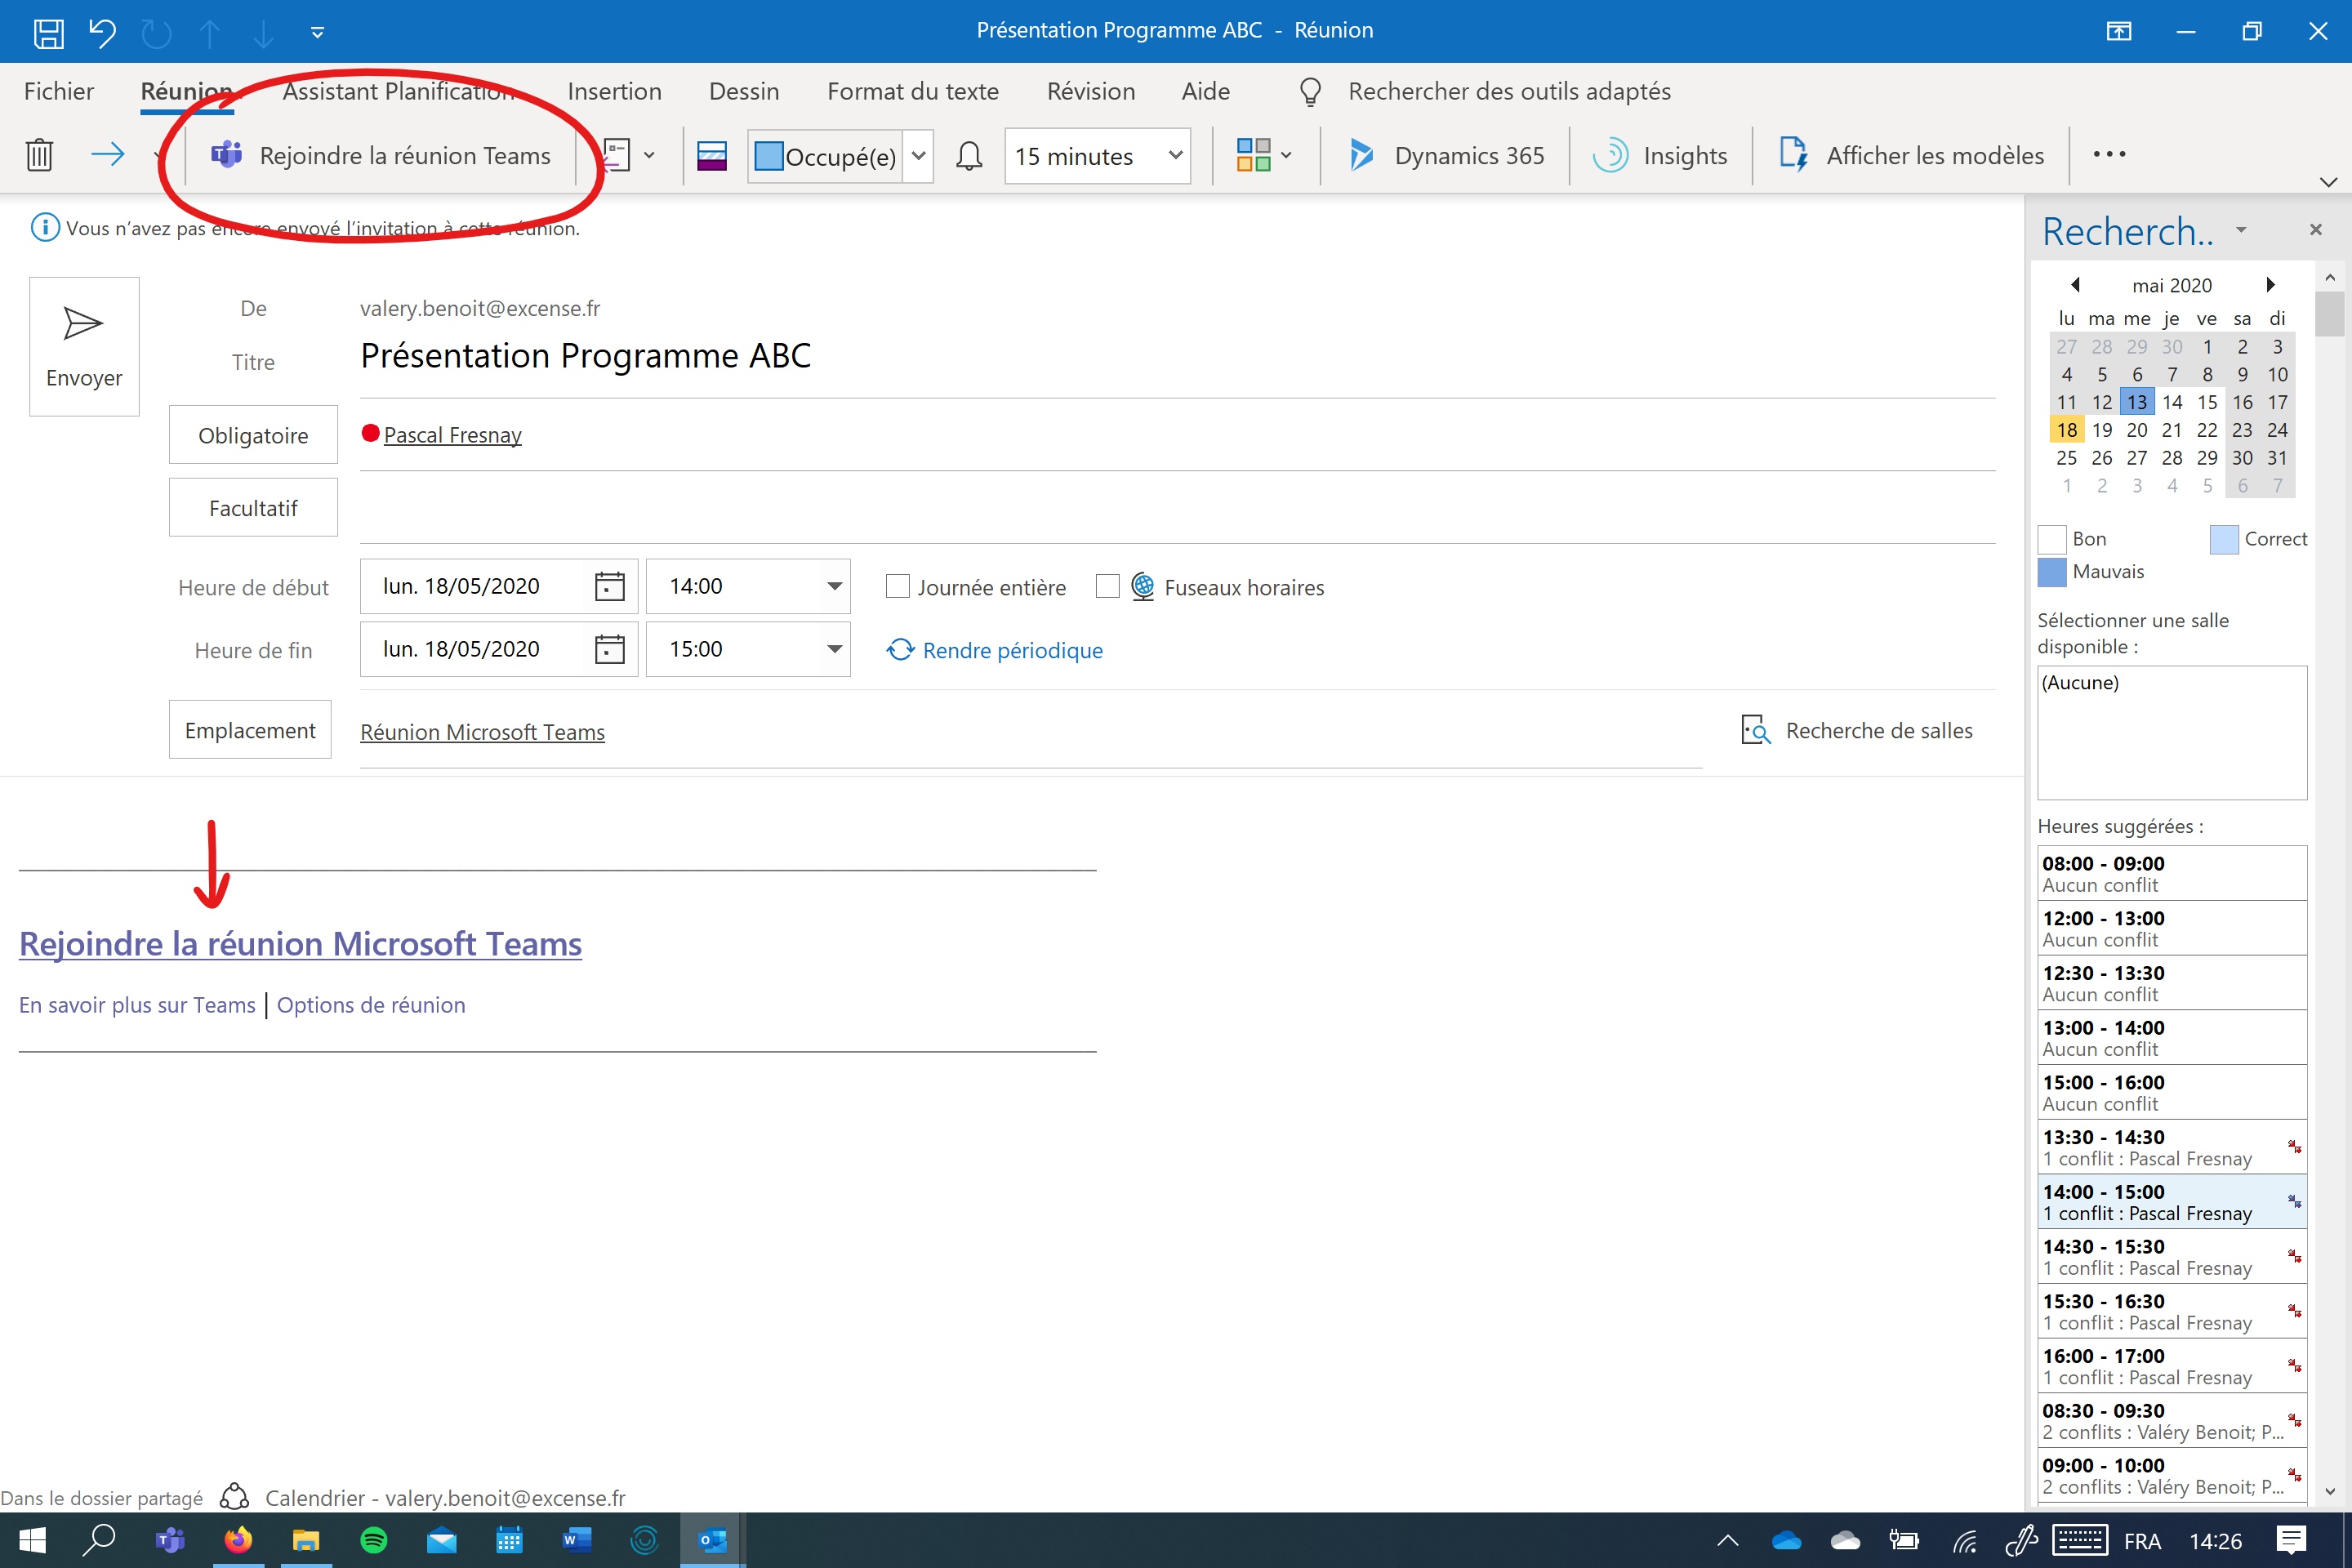 Présentation Programme ABC - Réunion
Fichier Réunion Assistant Planification Insertion Dessin Format du texte Révision Aide Rechercher des outils adaptés
Rejoindre la réunion Teams Occupé(e) 15 minutes Dynamics 365 Insights Afficher les modèles
Vous n’avez pas encore envoyé l’invitation à cette réunion.
Envoyer
De valery.benoit@excense.fr
Titre Présentation Programme ABC
Obligatoire Pascal Fresnay
Facultatif
Heure de début lun. 18/05/2020 14:00 Journée entière Fuseaux horaires
Heure de fin lun. 18/05/2020 15:00 Rendre périodique
Emplacement Réunion Microsoft Teams Recherche de salles
Rejoindre la réunion Microsoft Teams
En savoir plus sur Teams | Options de réunion
Recherch..
mai 2020
lu ma me je ve sa di
27 28 29 30 1 2 3
4 5 6 7 8 9 10
11 12 13 14 15 16 17
18 19 20 21 22 23 24
25 26 27 28 29 30 31
1 2 3 4 5 6 7
Bon Correct
Mauvais
Sélectionner une salle
disponible :
(Aucune)
Heures suggérées :
08:00 - 09:00
Aucun conflit
12:00 - 13:00
Aucun conflit
12:30 - 13:30
Aucun conflit
13:00 - 14:00
Aucun conflit
15:00 - 16:00
Aucun conflit
13:30 - 14:30
1 conflit : Pascal Fresnay
14:00 - 15:00
1 conflit : Pascal Fresnay
14:30 - 15:30
1 conflit : Pascal Fresnay
15:30 - 16:30
1 conflit : Pascal Fresnay
16:00 - 17:00
1 conflit : Pascal Fresnay
08:30 - 09:30
2 conflits : Valéry Benoit; P...
09:00 - 10:00
2 conflits : Valéry Benoit; P...
Dans le dossier partagé Calendrier - valery.benoit@excense.fr
FRA 14:26